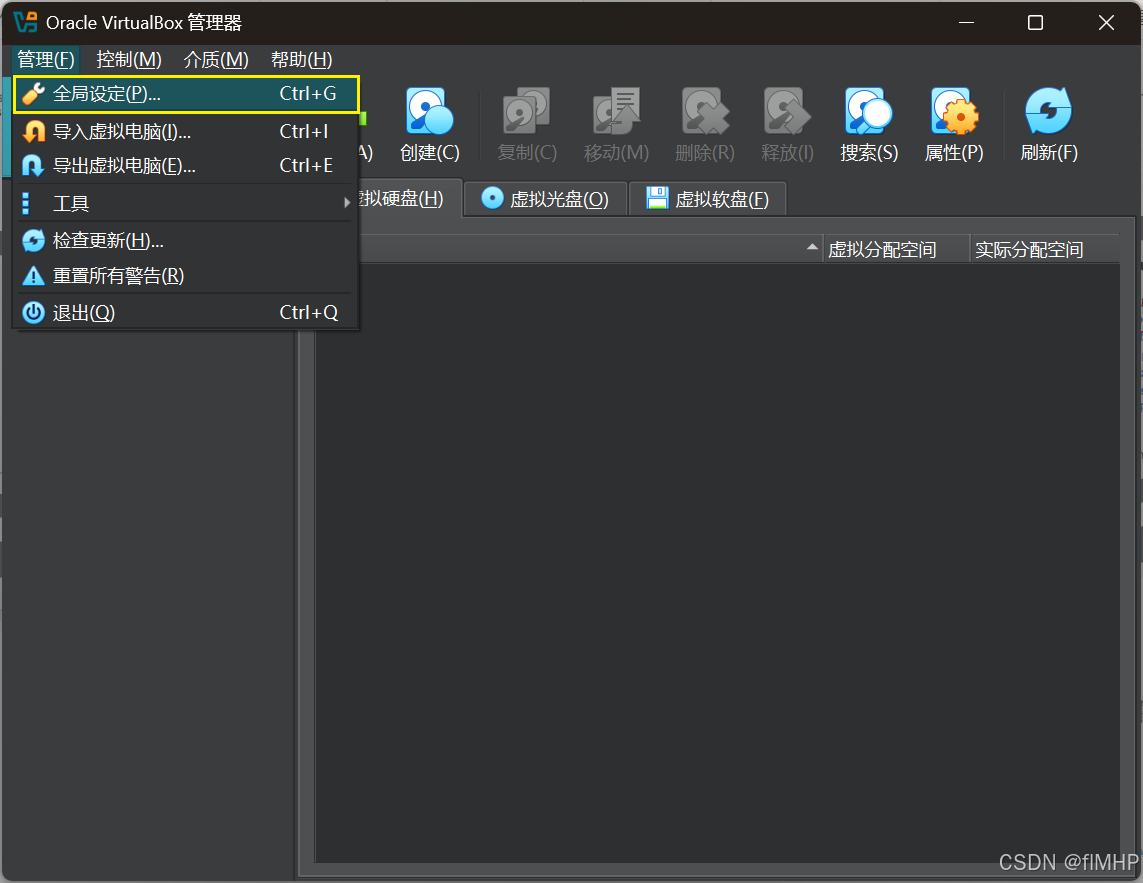 Oracle VirtualBox 管理器
管理(F) 控制(M) 介质(M) 帮助(H)
全局设定(P)... Ctrl+G
导入虚拟电脑(I)... Ctrl+I
导出虚拟电脑(E)... Ctrl+E
工具
检查更新(H)...
重置所有警告(R)
退出(Q) Ctrl+Q
A) 创建(C) 复制(C) 移动(M) 删除(R) 释放(I) 搜索(S) 属性(P) 刷新(F)
拟硬盘(H) 虚拟光盘(O) 虚拟软盘(F)
虚拟分配空间 实际分配空间
CSDN @flMHP